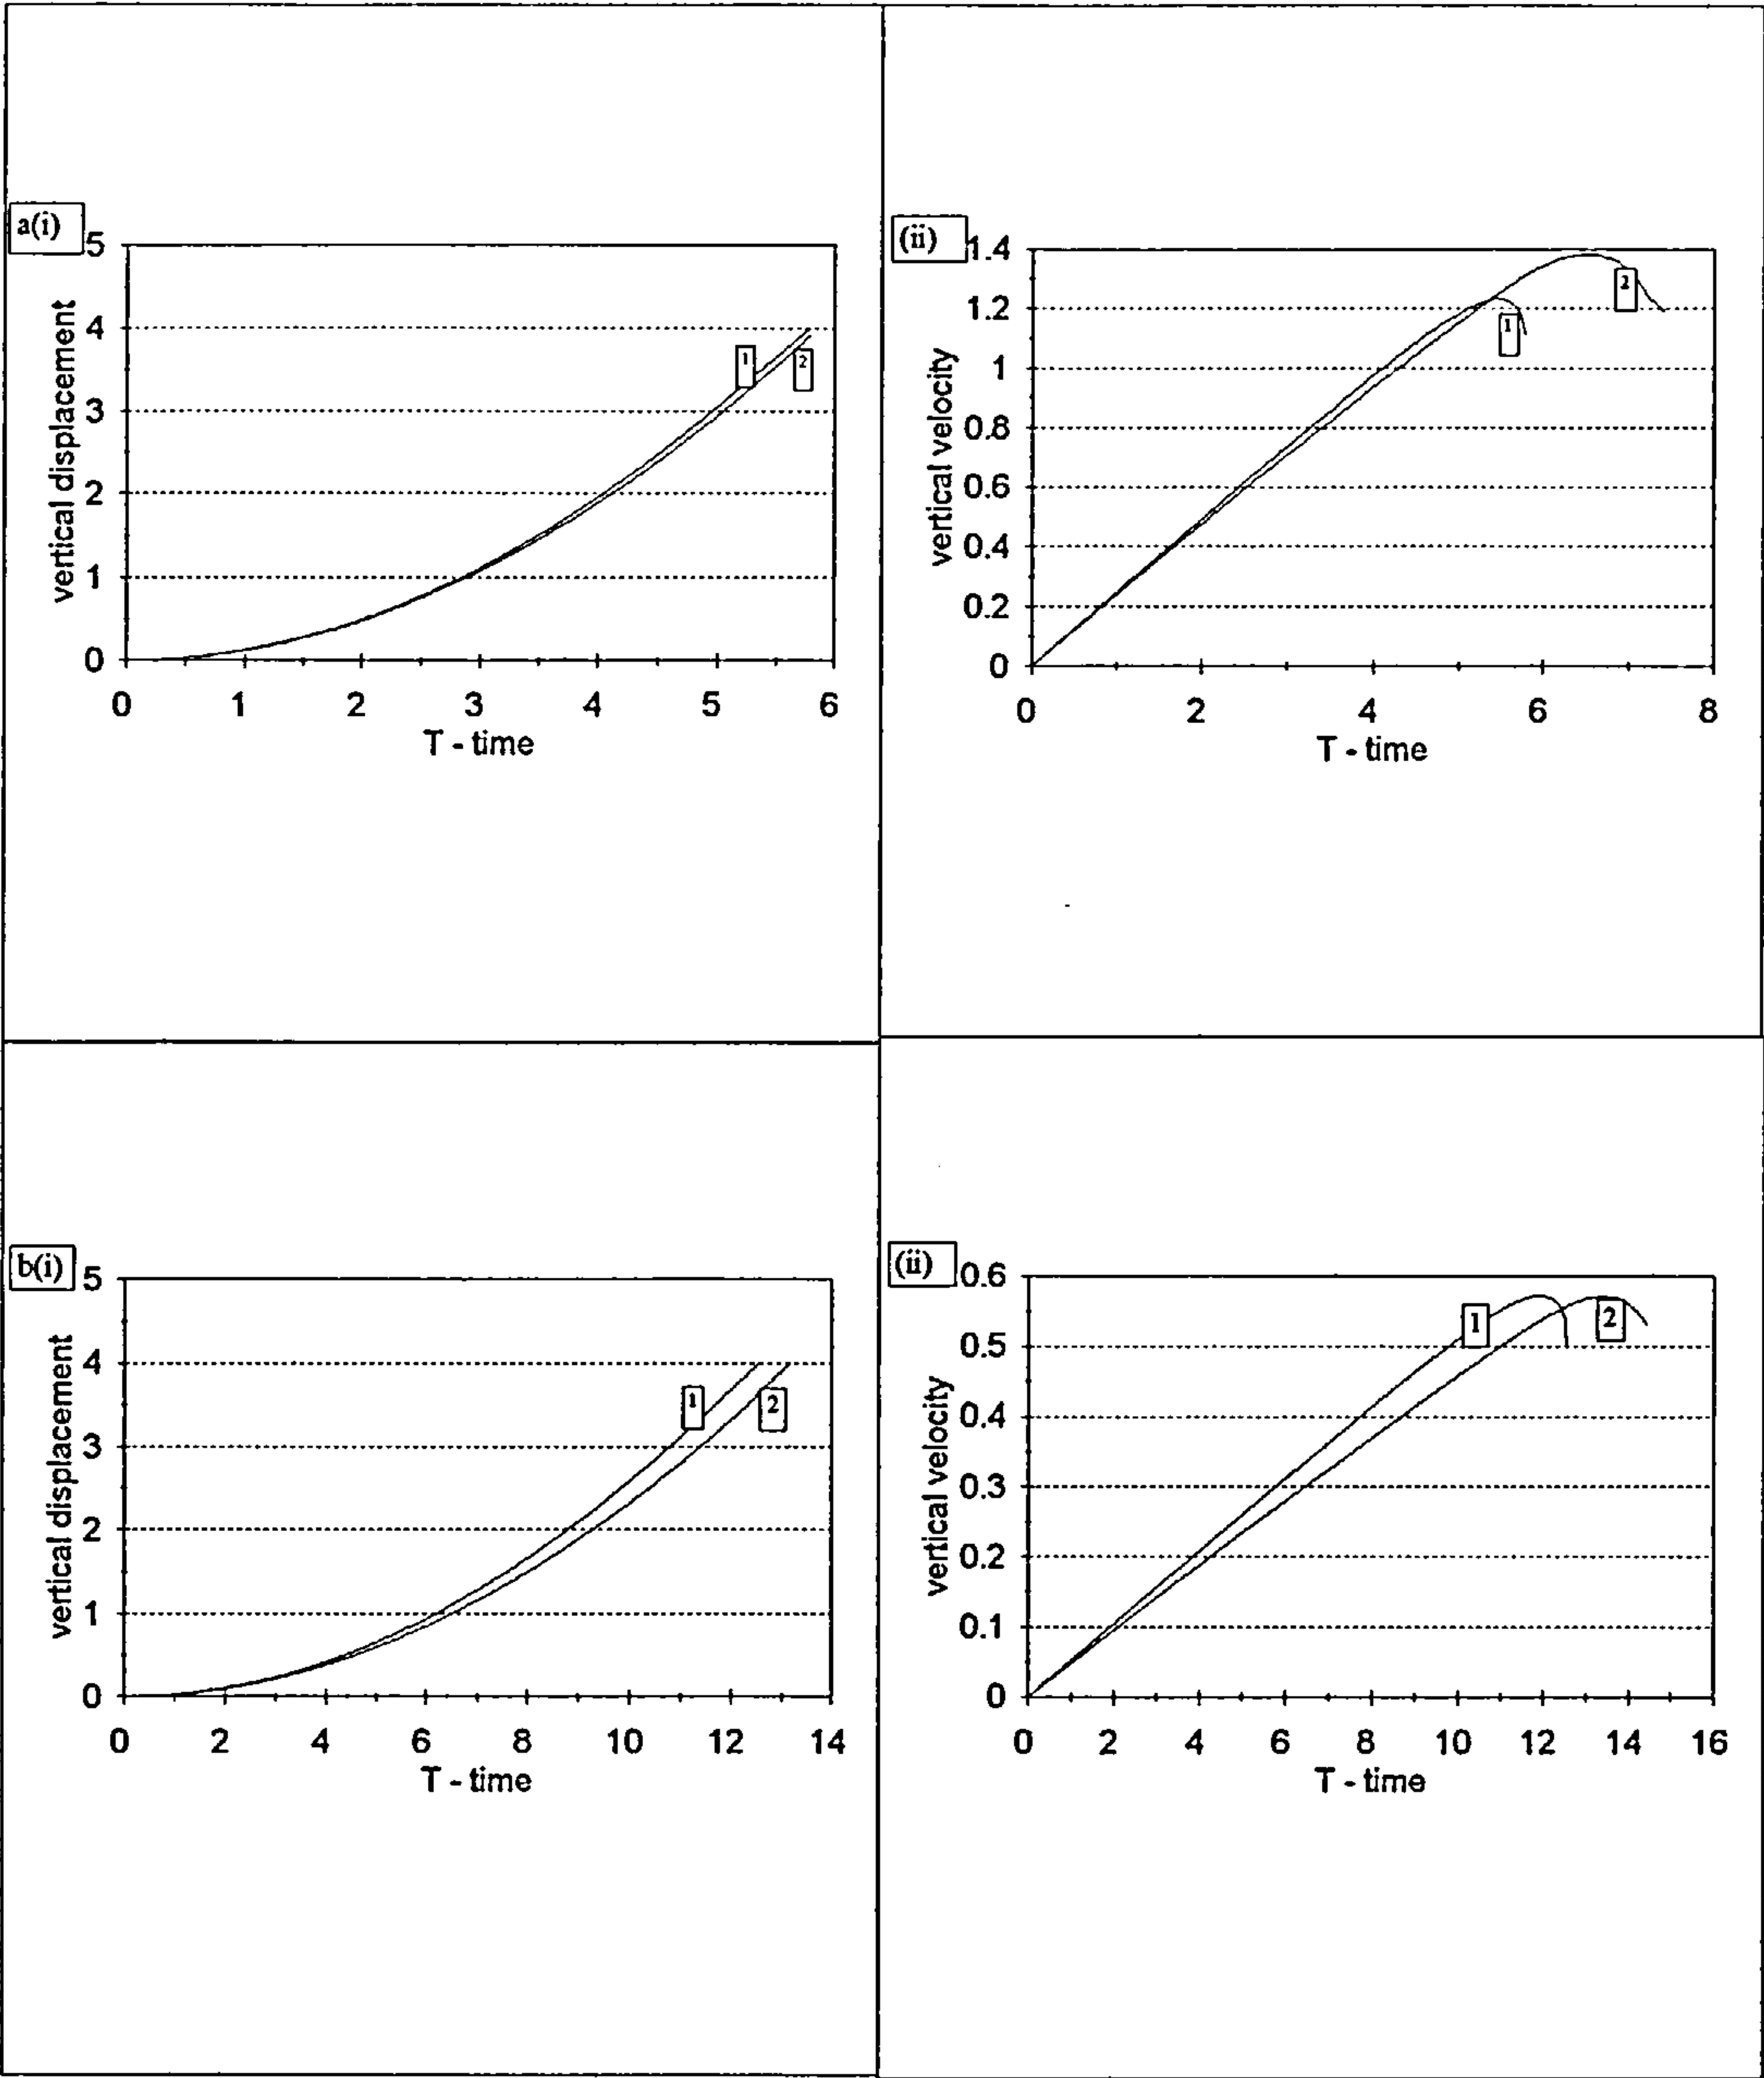 a(i)
5
4
3
2
1
0
vertical displacement
1
2
0 1 2 3 4 5 6
T - time
(ii)
1.4
1.2
1
0.8
0.6
0.4
0.2
0
vertical velocity
1
2
0 2 4 6 8
T - time
b(i)
5
4
3
2
1
0
vertical displacement
1
2
0 2 4 6 8 10 12 14
T - time
(ii)
0.6
0.5
0.4
0.3
0.2
0.1
0
vertical velocity
1
2
0 2 4 6 8 10 12 14 16
T - time